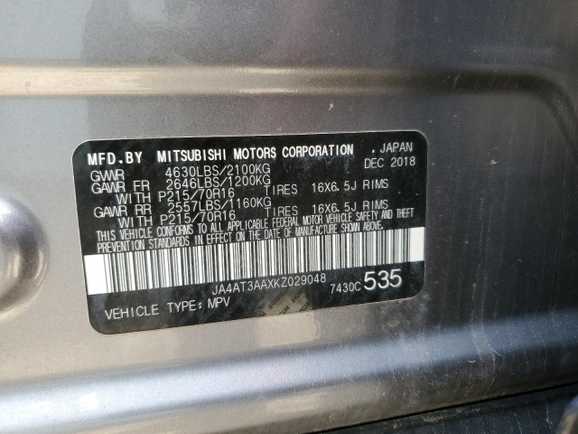 MFD.BY MITSUBISHI MOTORS CORPORATION , JAPAN
GVWR 4630LBS/2100KG DEC 2018
GAWR FR 2646LBS/1200KG
WITH P215/70R16 TIRES 16X6.5J RIMS
GAWR RR 2557LBS/1160KG
WITH P215/70R16 TIRES 16X6.5J RIMS
THIS VEHICLE CONFORMS TO ALL APPLICABLE FEDERAL MOTOR VEHICLE SAFETY AND THEFT
PREVENTION STANDARDS IN EFFECT ON THE DATE OF MANUFACTURE SHOWN ABOVE.
JA4AT3AAXKZ029048
VEHICLE TYPE: MPV 7430C 535